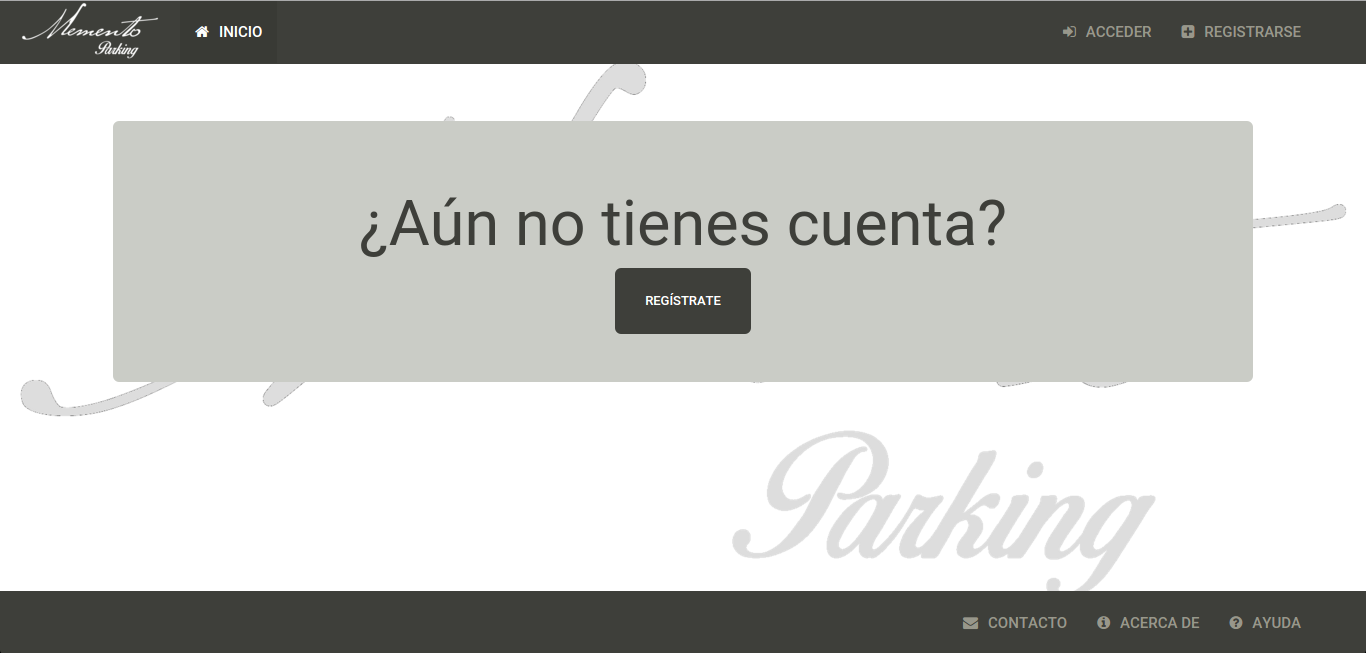 Memento
Parking
INICIO
ACCEDER
REGISTRARSE
¿Aún no tienes cuenta?
REGÍSTRATE
Parking
CONTACTO
ACERCA DE
AYUDA